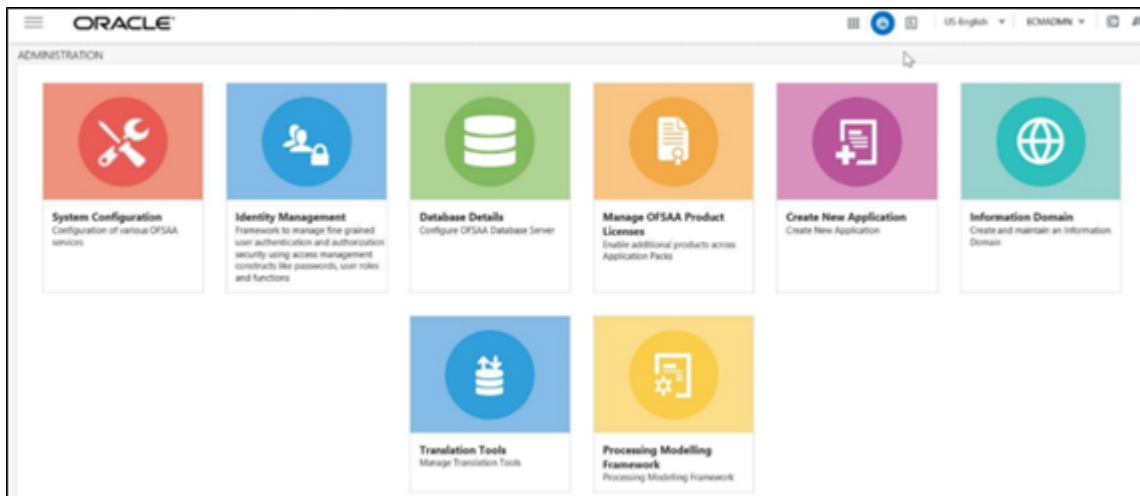 ORACLE
US-English
ECMADMN
ADMINISTRATION
System Configuration
Configuration of various OFSAA
services
Identity Management
Framework to manage fine grained
user authentication and authorization
security using access management
constructs like passwords, user roles
and functions
Database Details
Configure OFSAA Database Server
Manage OFSAA Product
Licenses
Enable additional products across
Application Packs
Create New Application
Create New Application
Information Domain
Create and maintain an Information
Domain
Translation Tools
Manage Translation Tools
Processing Modelling
Framework
Processing Modelling Framework